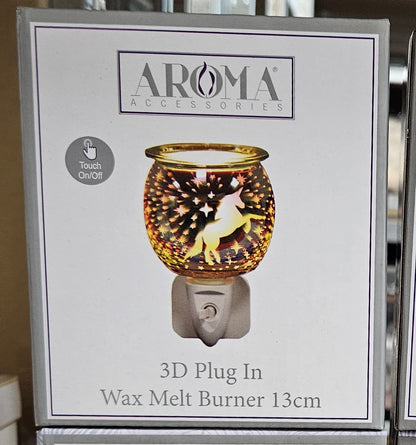 AROMA®
ACCESSORIES
Touch
On/Off
3D Plug In
Wax Melt Burner 13cm